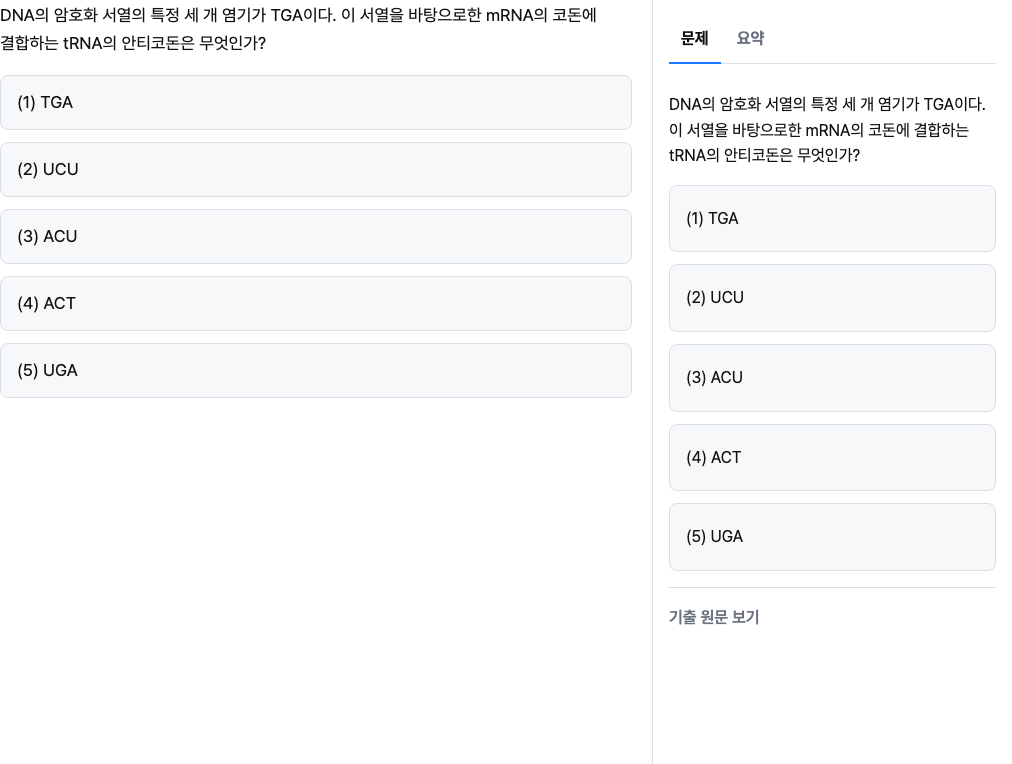 DNA의 암호화 서열의 특정 세 개 염기가 TGA이다. 이 서열을 바탕으로한 mRNA의 코돈에
결합하는 tRNA의 안티코돈은 무엇인가?
(1) TGA
(2) UCU
(3) ACU
(4) ACT
(5) UGA
문제 요약
DNA의 암호화 서열의 특정 세 개 염기가 TGA이다.
이 서열을 바탕으로한 mRNA의 코돈에 결합하는
tRNA의 안티코돈은 무엇인가?
(1) TGA
(2) UCU
(3) ACU
(4) ACT
(5) UGA
기출 원문 보기